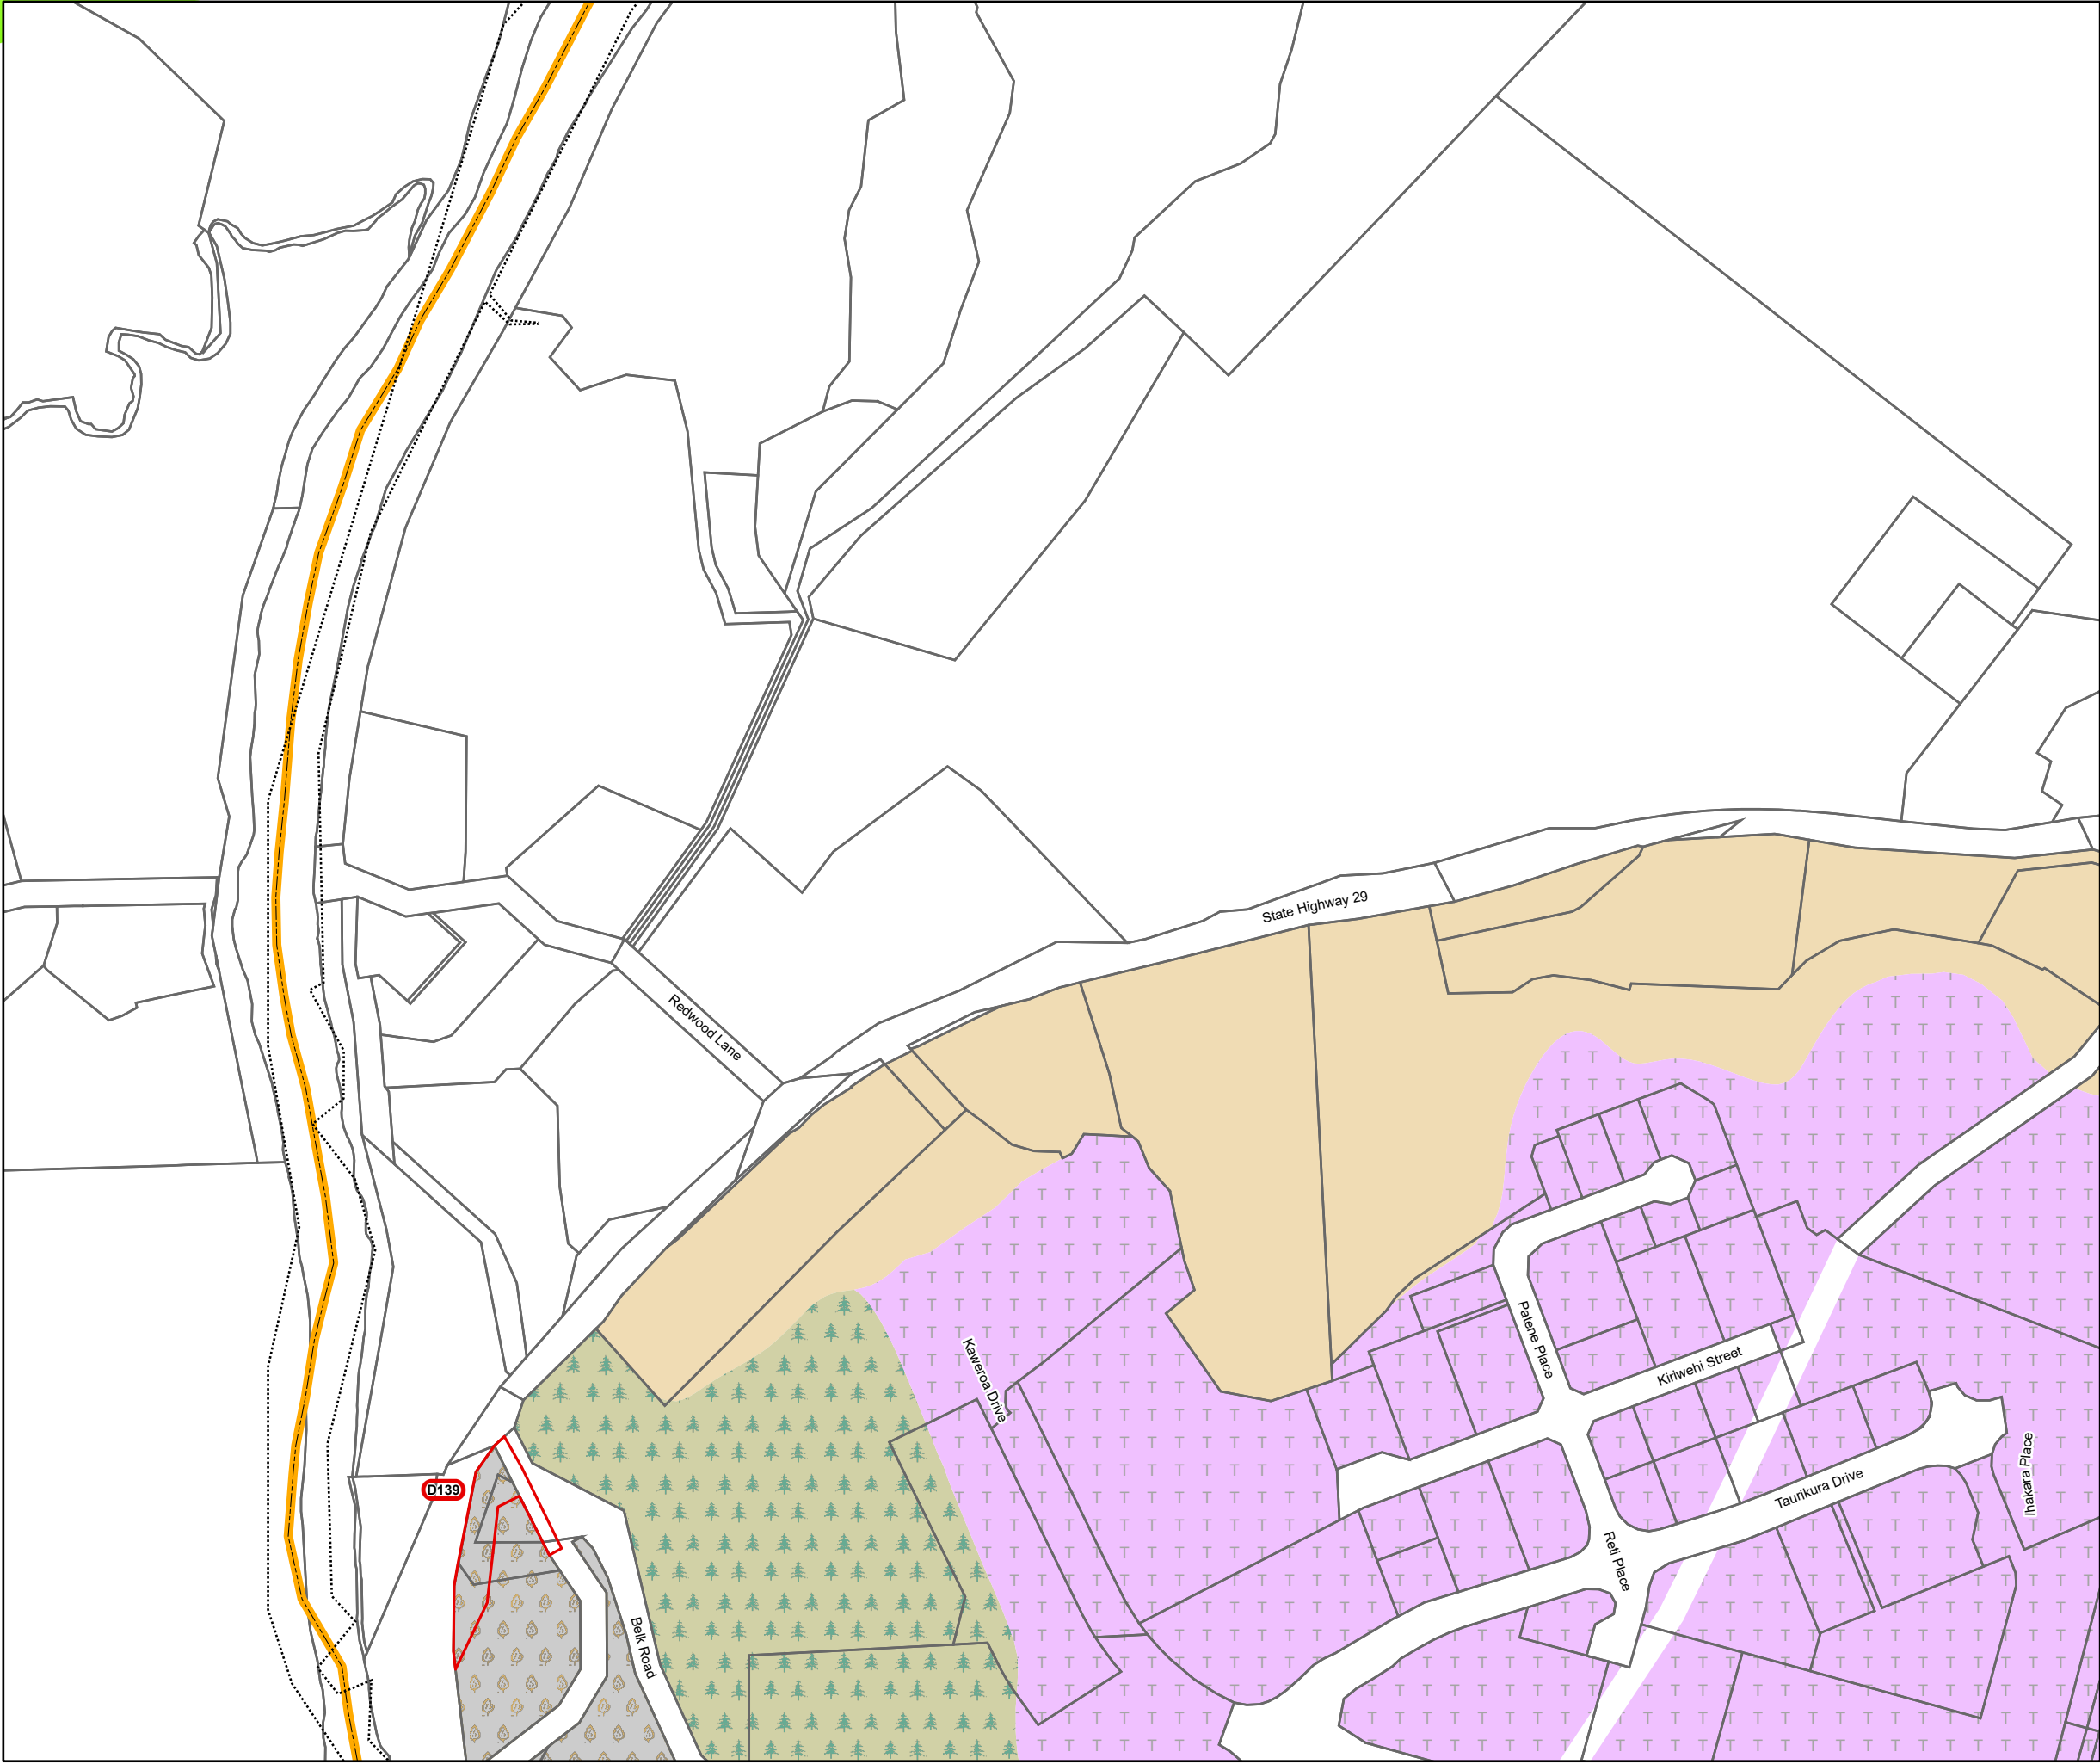 State Highway 29
Redwood Lane
Patene Place
Kaweroa Drive
Kiriwehi Street
Ihakara Place
Taurikura Drive
D139
Reti Place
Belk Road